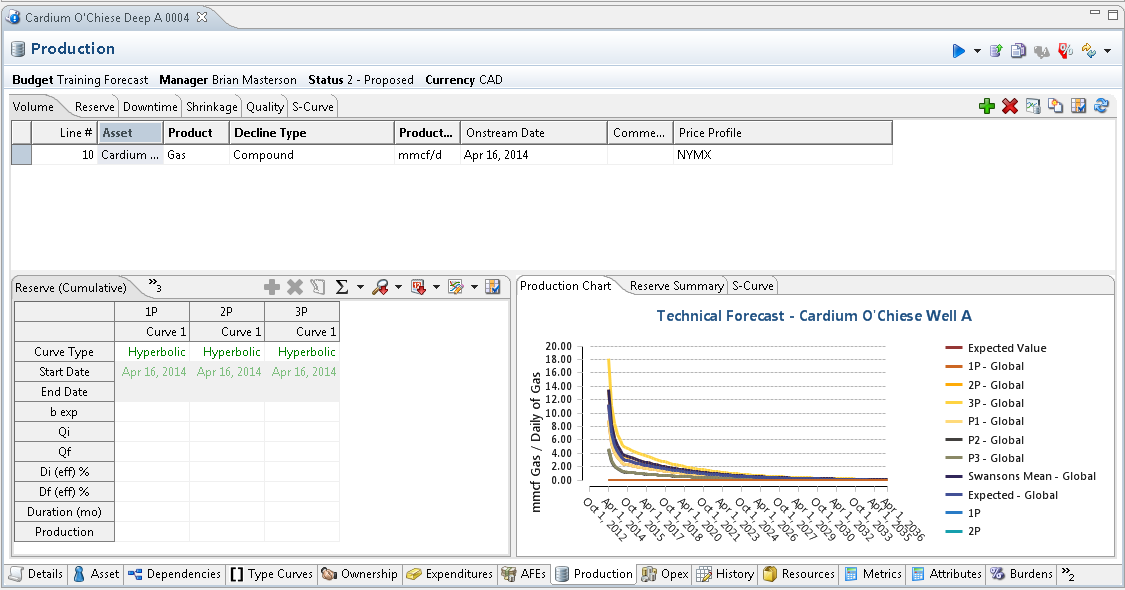 Cardium O'Chiese Deep A 0004
Production
Budget Training Forecast Manager Brian Masterson Status 2 - Proposed Currency CAD
Volume Reserve Downtime Shrinkage Quality S-Curve
Line # Asset Product Decline Type Product... Onstream Date Comme... Price Profile
10 Cardium ... Gas Compound mmcf/d Apr 16, 2014 NYMX
Reserve (Cumulative) »3
1P 2P 3P
Curve 1 Curve 1 Curve 1
Curve Type Hyperbolic Hyperbolic Hyperbolic
Start Date Apr 16, 2014 Apr 16, 2014 Apr 16, 2014
End Date
b exp
Qi
Qf
Di (eff) %
Df (eff) %
Duration (mo)
Production
Production Chart Reserve Summary S-Curve
Technical Forecast - Cardium O'Chiese Well A
mmcf Gas / Daily of Gas
20.00
18.00
16.00
14.00
12.00
10.00
8.00
6.00
4.00
2.00
0.00
Oct 1, 2012
Apr 1, 2014
Oct 1, 2015
Apr 1, 2017
Oct 1, 2018
Apr 1, 2020
Oct 1, 2021
Apr 1, 2023
Oct 1, 2024
Apr 1, 2026
Oct 1, 2027
Apr 1, 2029
Oct 1, 2030
Apr 1, 2032
Oct 1, 2033
Apr 1, 2035
Apr 1, 2036
Expected Value
1P - Global
2P - Global
3P - Global
P1 - Global
P2 - Global
P3 - Global
Swansons Mean - Global
Expected - Global
1P
2P
Details Asset Dependencies Type Curves Ownership Expenditures AFEs Production Opex History Resources Metrics Attributes Burdens »2